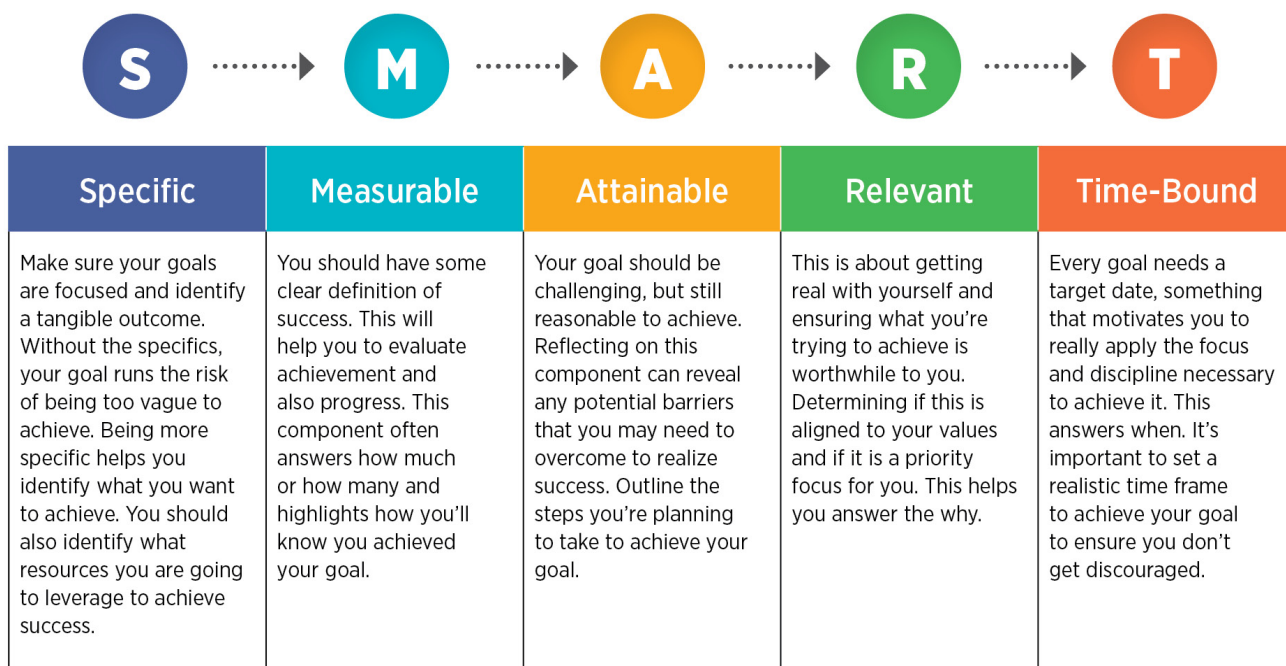 S
M
A
R
T
Specific
Measurable
Attainable
Relevant
Time-Bound
Make sure your goals
are focused and identify
a tangible outcome.
Without the specifics,
your goal runs the risk
of being too vague to
achieve. Being more
specific helps you
identify what you want
to achieve. You should
also identify what
resources you are going
to leverage to achieve
success.
You should have some
clear definition of
success. This will
help you to evaluate
achievement and
also progress. This
component often
answers how much
or how many and
highlights how you'll
know you achieved
your goal.
Your goal should be
challenging, but still
reasonable to achieve.
Reflecting on this
component can reveal
any potential barriers
that you may need to
overcome to realize
success. Outline the
steps you're planning
to take to achieve your
goal.
This is about getting
real with yourself and
ensuring what you're
trying to achieve is
worthwhile to you.
Determining if this is
aligned to your values
and if it is a priority
focus for you. This helps
you answer the why.
Every goal needs a
target date, something
that motivates you to
really apply the focus
and discipline necessary
to achieve it. This
answers when. It's
important to set a
realistic time frame
to achieve your goal
to ensure you don't
get discouraged.